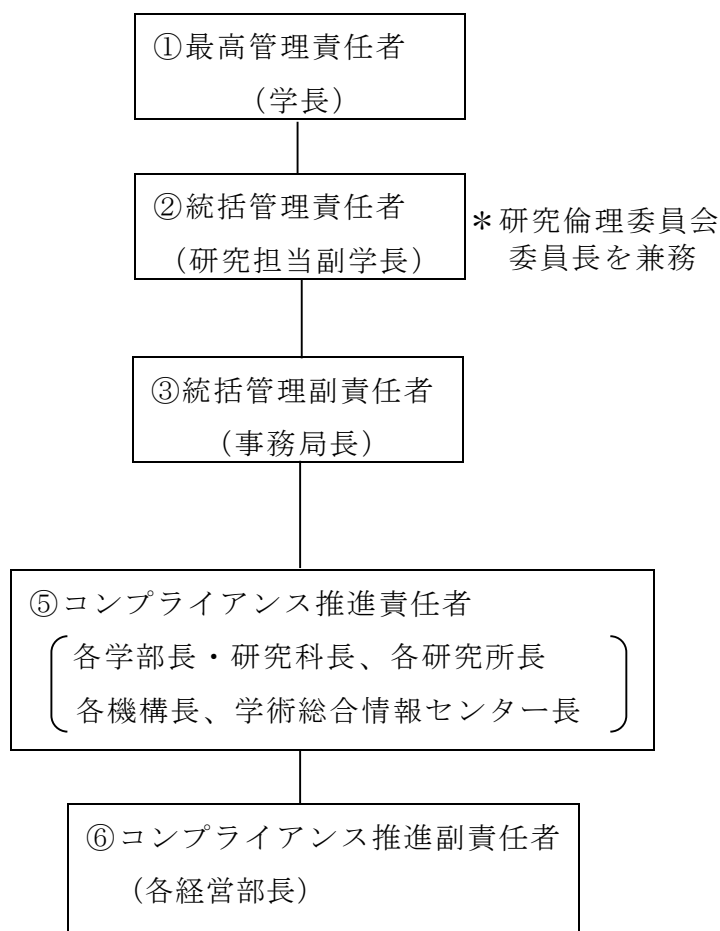 ①最高管理責任者
（学長）
②統括管理責任者
（研究担当副学長）
＊研究倫理委員会
委員長を兼務
③統括管理副責任者
（事務局長）
⑤コンプライアンス推進責任者
各学部長・研究科長、各研究所長
各機構長、学術総合情報センター長
⑥コンプライアンス推進副責任者
（各経営部長）